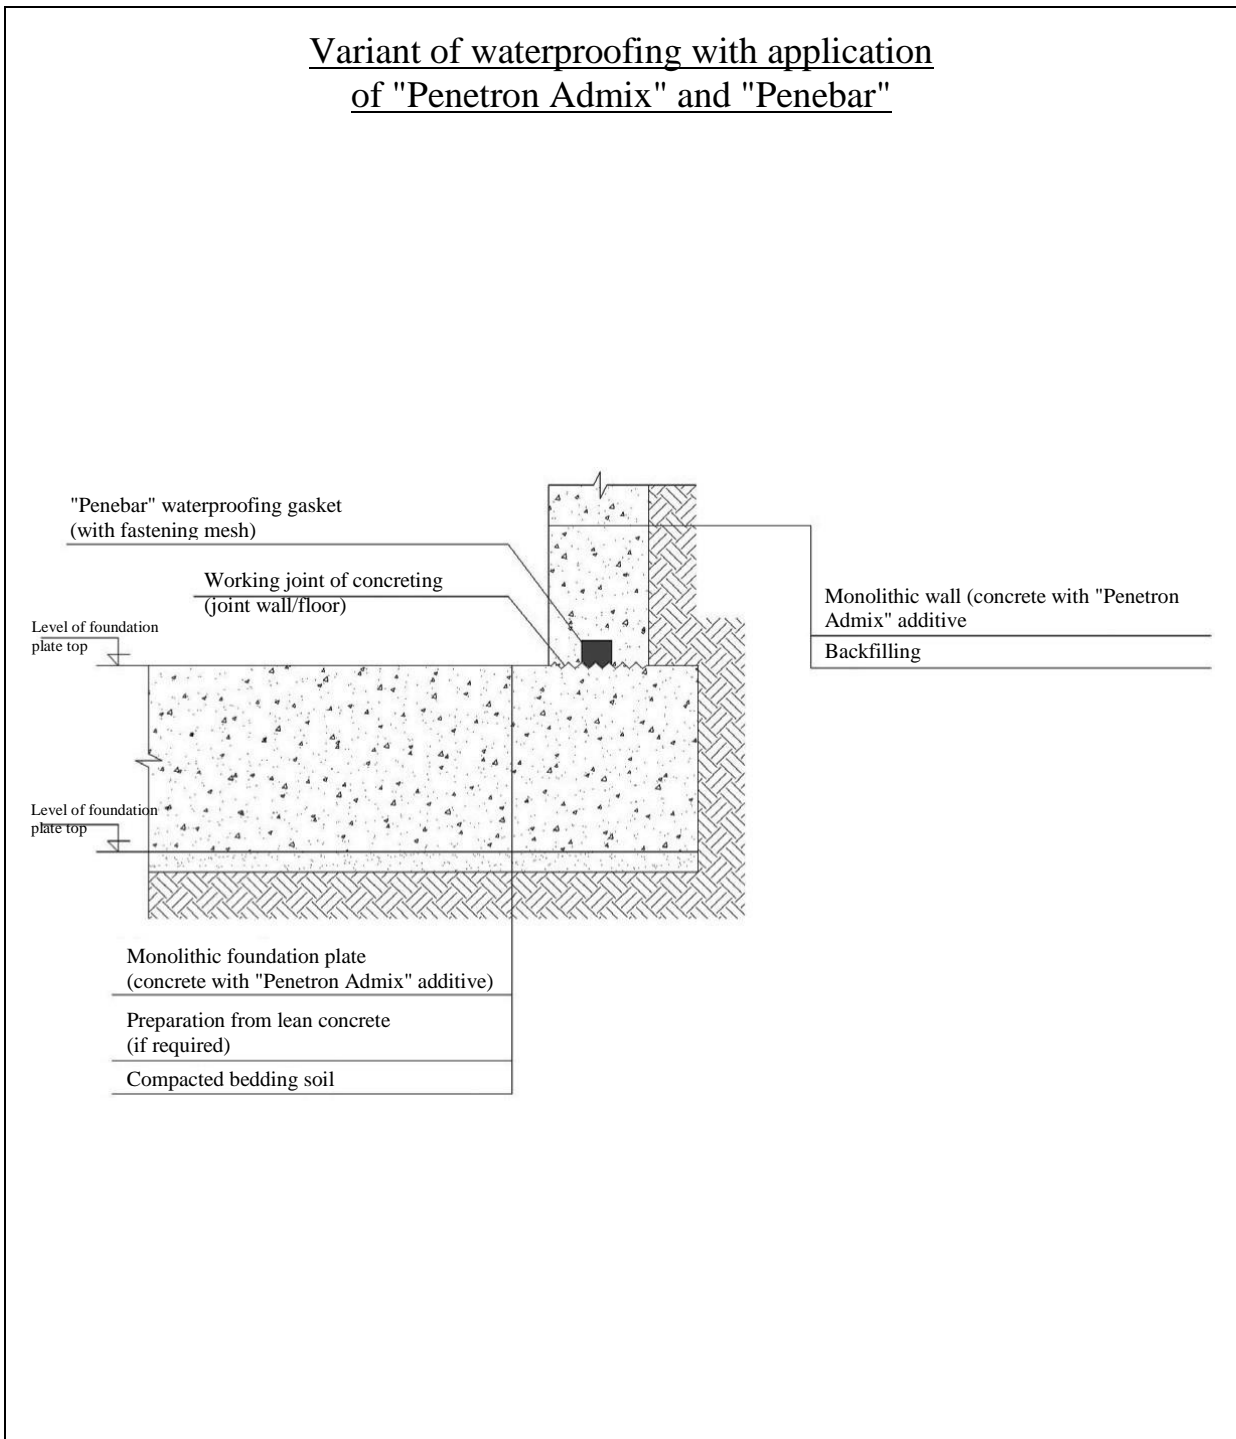 Variant of waterproofing with application
of "Penetron Admix" and "Penebar"
"Penebar" waterproofing gasket
(with fastening mesh)
Working joint of concreting
(joint wall/floor)
Level of foundation
plate top
Monolithic wall (concrete with "Penetron
Admix" additive
Backfilling
Level of foundation
plate top
Monolithic foundation plate
(concrete with "Penetron Admix" additive)
Preparation from lean concrete
(if required)
Compacted bedding soil